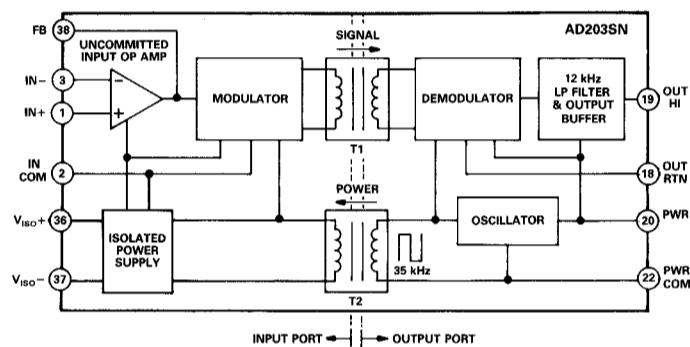 FB 38
UNCOMMITTED
INPUT OP AMP
SIGNAL
AD203SN
IN– 3
IN+ 1
–
+
MODULATOR
T1
DEMODULATOR
12 kHz
LP FILTER
& OUTPUT
BUFFER
19 OUT
HI
IN
COM 2
18 OUT
RTN
POWER
VISO+ 36
ISOLATED
POWER
SUPPLY
OSCILLATOR
20 PWR
35 kHz
VISO– 37
T2
22 PWR
COM
INPUT PORT
OUTPUT PORT